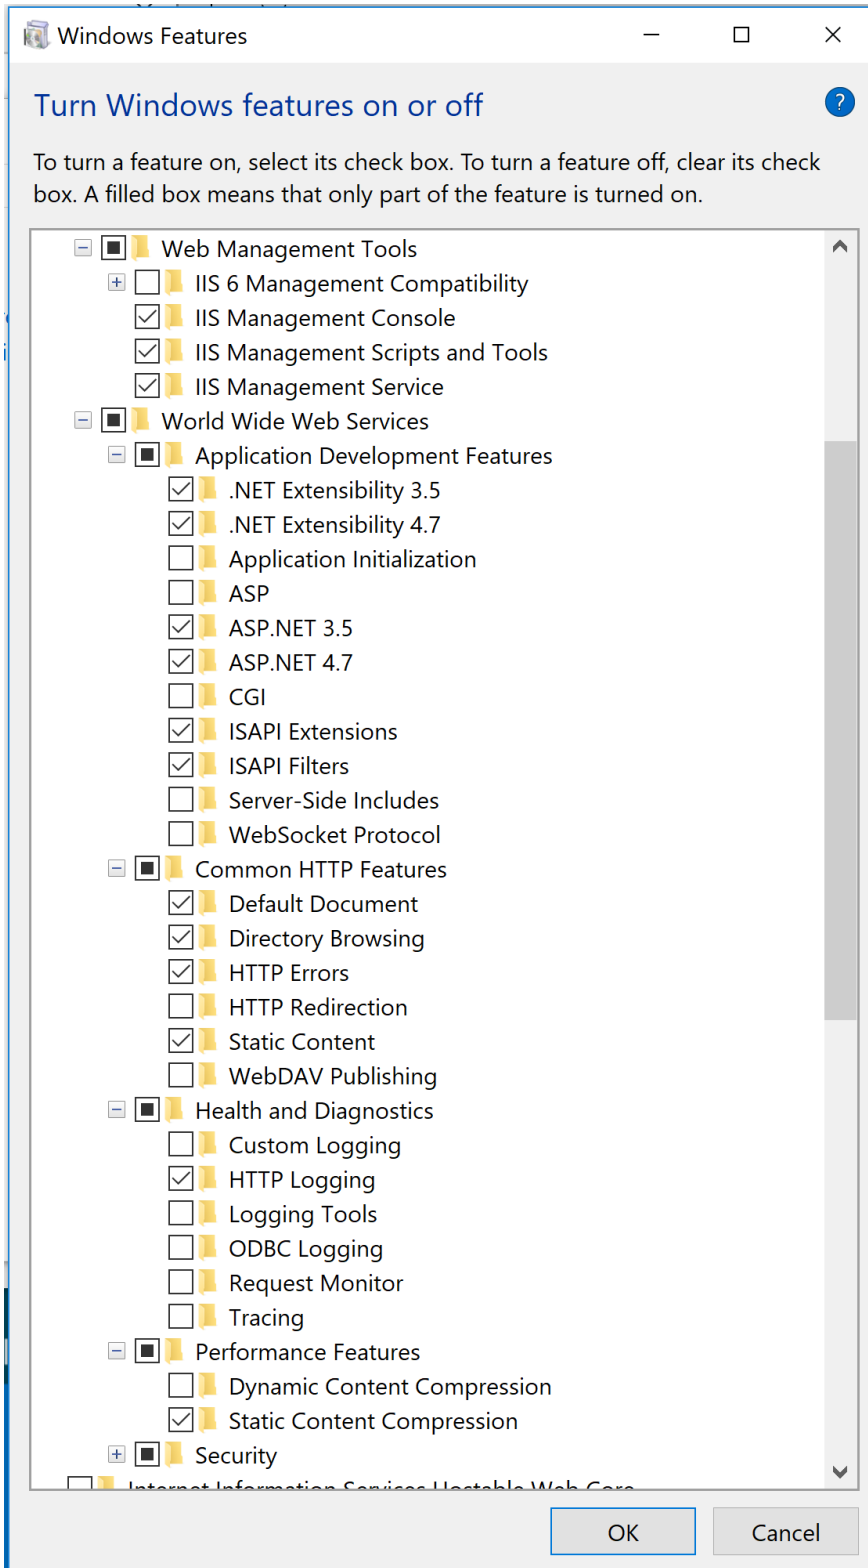 Windows Features
Turn Windows features on or off
?
To turn a feature on, select its check box. To turn a feature off, clear its check
box. A filled box means that only part of the feature is turned on.
Web Management Tools
IIS 6 Management Compatibility
IIS Management Console
IIS Management Scripts and Tools
IIS Management Service
World Wide Web Services
Application Development Features
.NET Extensibility 3.5
.NET Extensibility 4.7
Application Initialization
ASP
ASP.NET 3.5
ASP.NET 4.7
CGI
ISAPI Extensions
ISAPI Filters
Server-Side Includes
WebSocket Protocol
Common HTTP Features
Default Document
Directory Browsing
HTTP Errors
HTTP Redirection
Static Content
WebDAV Publishing
Health and Diagnostics
Custom Logging
HTTP Logging
Logging Tools
ODBC Logging
Request Monitor
Tracing
Performance Features
Dynamic Content Compression
Static Content Compression
Security
Internet Information Services Hostable Web Core
OK
Cancel